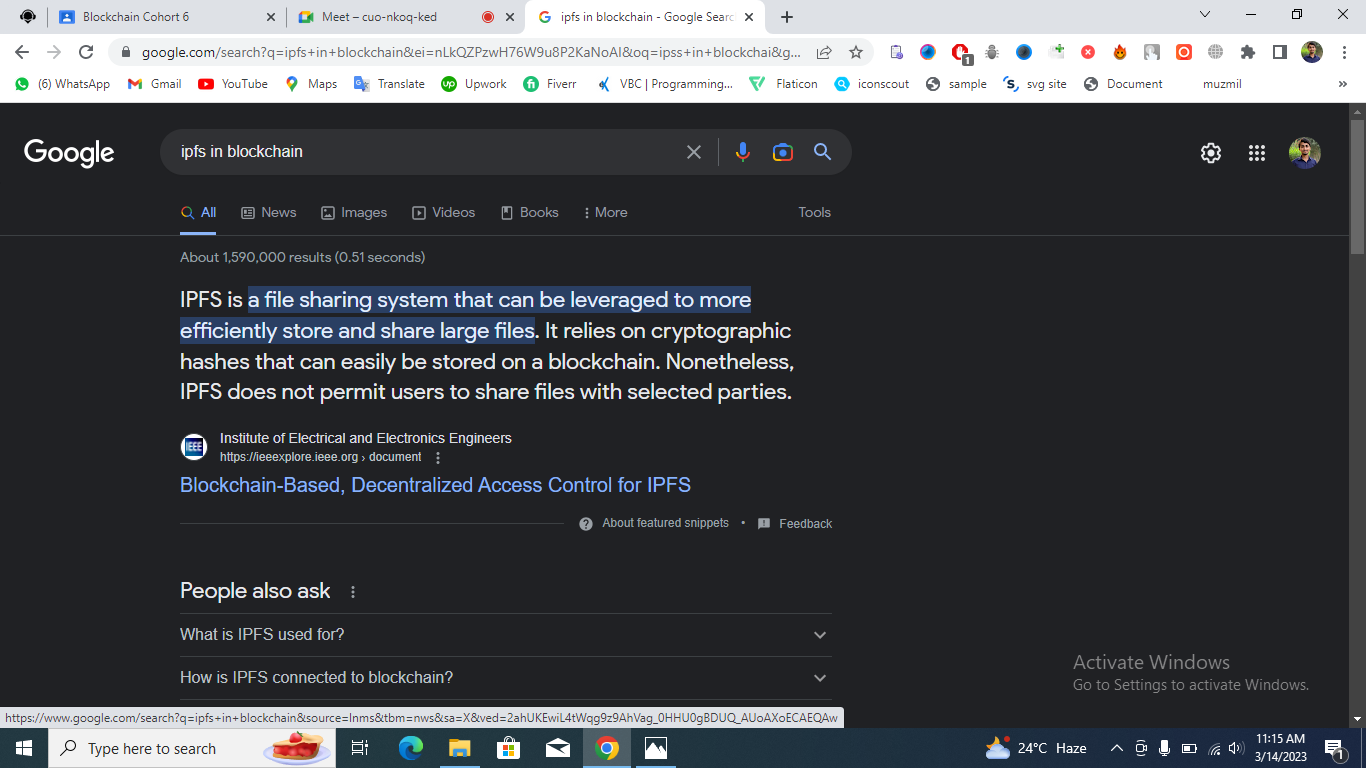 Blockchain Cohort 6
Meet – cuo-nkoq-ked
ipfs in blockchain - Google Searc
google.com/search?q=ipfs+in+blockchain&ei=nLkQZPzwH76W9u8P2KaNoAI&oq=ipss+in+blockchai&g...
1
(6) WhatsApp
Gmail
YouTube
Maps
Translate
up
Upwork
fi
Fiverr
VBC | Programming...
Flaticon
iconscout
sample
svg site
Document
muzmil
»
Google
ipfs in blockchain
All
News
Images
Videos
Books
More
Tools
About 1,590,000 results (0.51 seconds)
IPFS is a file sharing system that can be leveraged to more
efficiently store and share large files. It relies on cryptographic
hashes that can easily be stored on a blockchain. Nonetheless,
IPFS does not permit users to share files with selected parties.
IEEE
Institute of Electrical and Electronics Engineers
https://ieeexplore.ieee.org › document
Blockchain-Based, Decentralized Access Control for IPFS
About featured snippets • Feedback
People also ask
What is IPFS used for?
How is IPFS connected to blockchain?
Activate Windows
Go to Settings to activate Windows.
https://www.google.com/search?q=ipfs+in+blockchain&source=lnms&tbm=nws&sa=X&ved=2ahUKEwiL4tWqg9z9AhVag_0HHU0gBDUQ_AUoAXoECAEQAw
Type here to search
24°C Haze
11:15 AM
3/14/2023
1